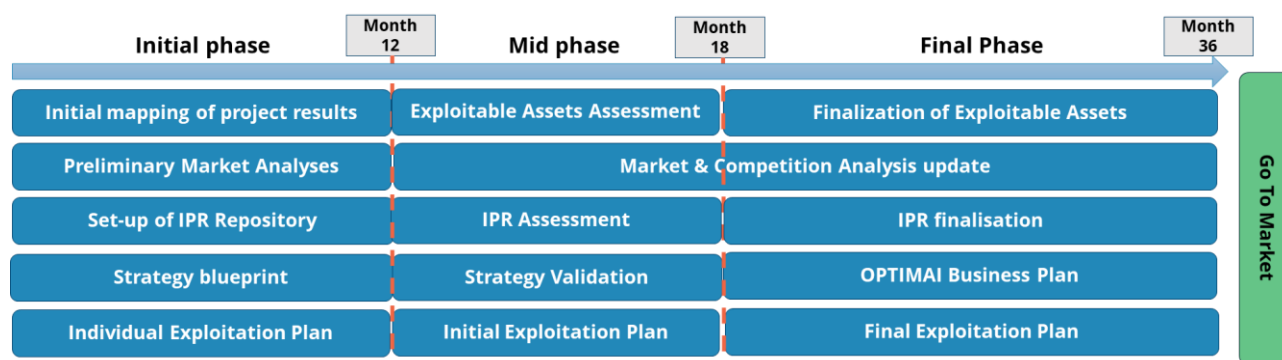 Initial phase
Month
12
Mid phase
Month
18
Final Phase
Month
36
Initial mapping of project results
Exploitable Assets Assessment
Finalization of Exploitable Assets
Preliminary Market Analyses
Market & Competition Analysis update
Set-up of IPR Repository
IPR Assessment
IPR finalisation
Strategy blueprint
Strategy Validation
OPTIMAI Business Plan
Individual Exploitation Plan
Initial Exploitation Plan
Final Exploitation Plan
Go To Market